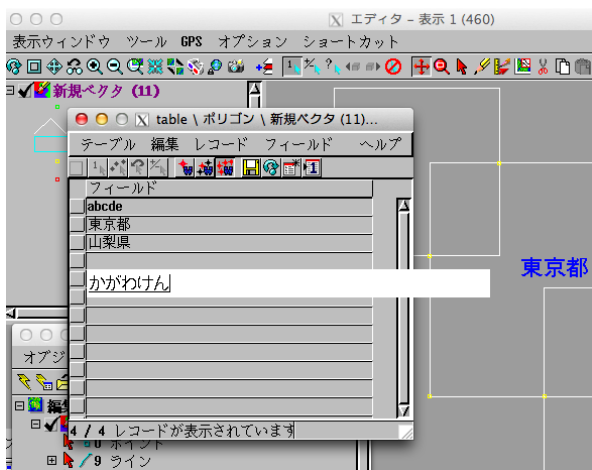 エディタ - 表示 1 (460)
表示ウィンドウ ツール GPS オプション ショートカット
新規ベクタ (11)
table \ ポリゴン \ 新規ベクタ (11)...
テーブル 編集 レコード フィールド ヘルプ
フィールド
abcde
東京都
山梨県
かがわけん
東京都
オブジ
編集
4 / 4 レコードが表示されています
0 ポイント
9 ライン